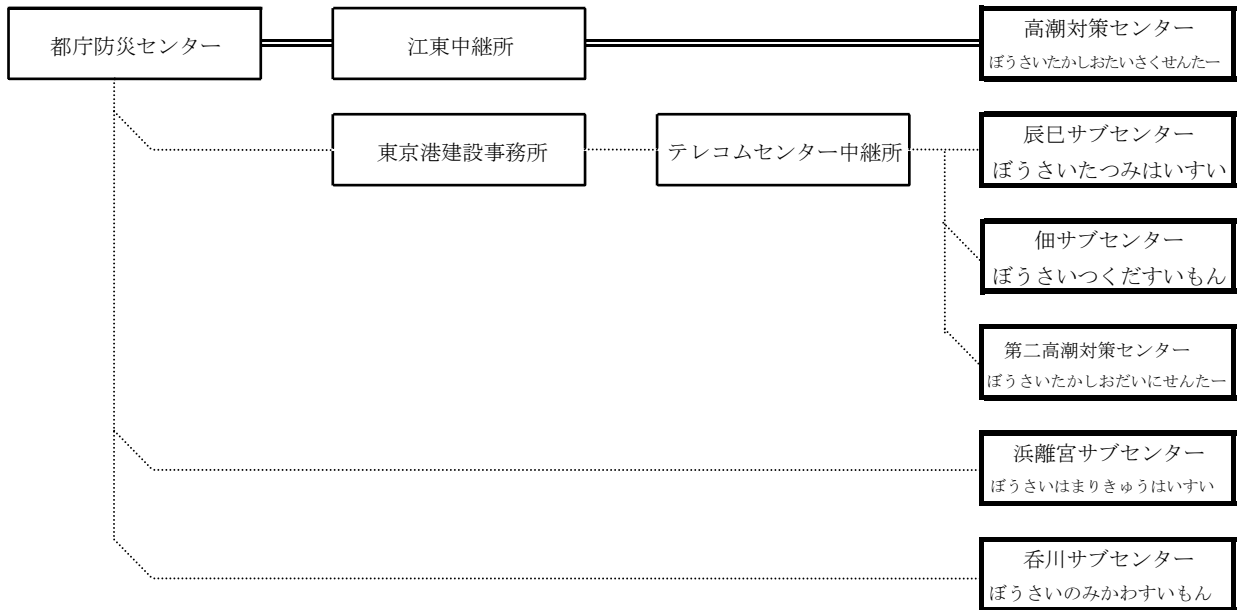 都庁防災センター
江東中継所
高潮対策センター
ぼうさいたかしおたいさくせんたー
東京港建設事務所
テレコムセンター中継所
辰巳サブセンター
ぼうさいたつみはいすい
佃サブセンター
ぼうさいつくだすいもん
第二高潮対策センター
ぼうさいたかしおだいにせんたー
浜離宮サブセンター
ぼうさいはまりきゅうはいすい
呑川サブセンター
ぼうさいのみかわすいもん